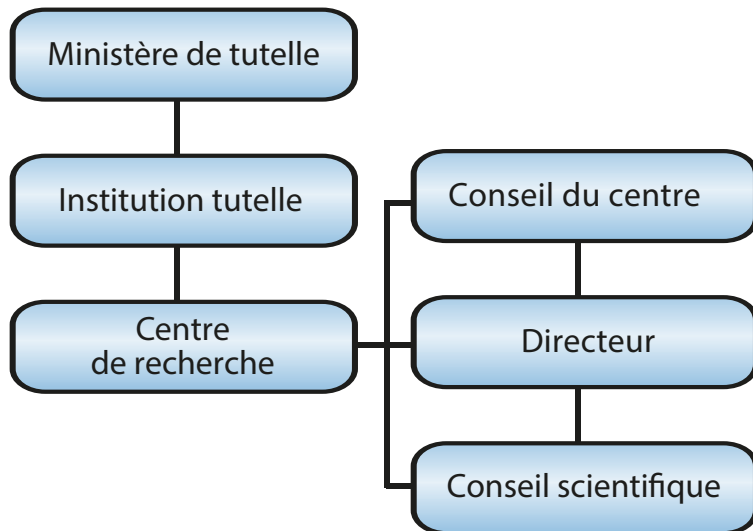 Ministère de tutelle
Institution tutelle
Centre
de recherche
Conseil du centre
Directeur
Conseil scientifique